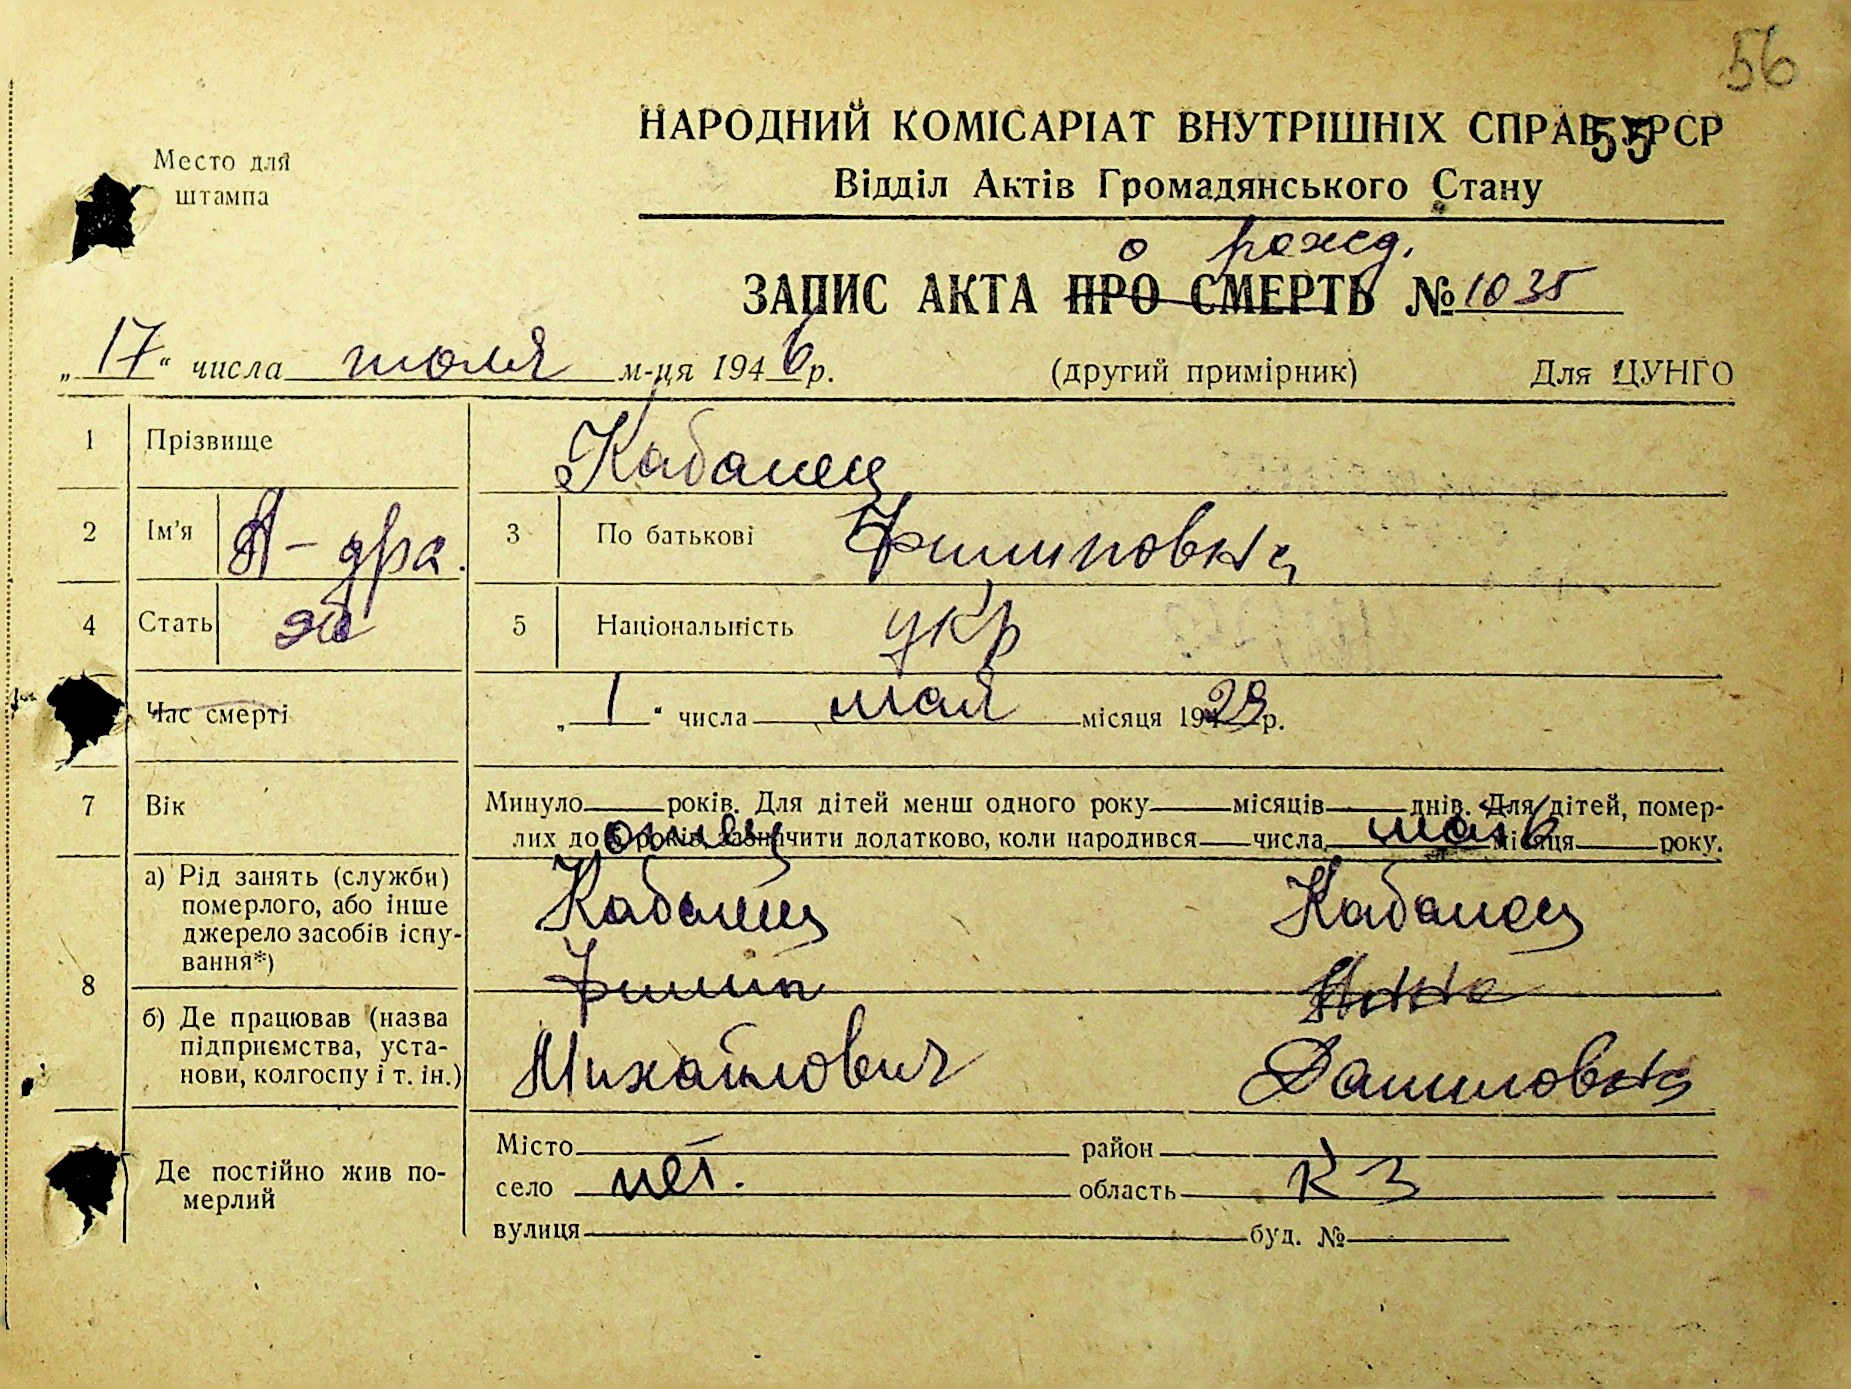 56
НАРОДНИЙ КОМІСАРІАТ ВНУТРІШНІХ СПРАВ УРСР
55
Відділ Актів Громадянського Стану
Место для
штампа
о рожд.
ЗАПИС АКТА ПРО СМЕРТЬ № 1035
„ 17 “ числа июля м-ця 1946 р. (другий примірник) Для ЦУНГО
1 Прізвище Кабанец
2 Ім'я А-дра. 3 По батькові Филиповна
4 Стать 5 Національність укр
Час смерті „ 1 “ числа мая місяця 1929 р.
7 Вік Минуло років. Для дітей менш одного року місяців днів. Для дітей, помер-
лих до 5 років, зазначити додатково, коли народився числа місяця року.
отец мать
8 а) Рід занять (служби)
померлого, або інше
джерело засобів існу-
вання*)
Кабанец Кабанец
Филип
б) Де працював (назва
підприємства, уста-
нови, колгоспу і т. ін.)
Михайлович Даниловна
Де постійно жив по-
мерлий
Місто район
село нет. область КЗ
вулиця буд. №